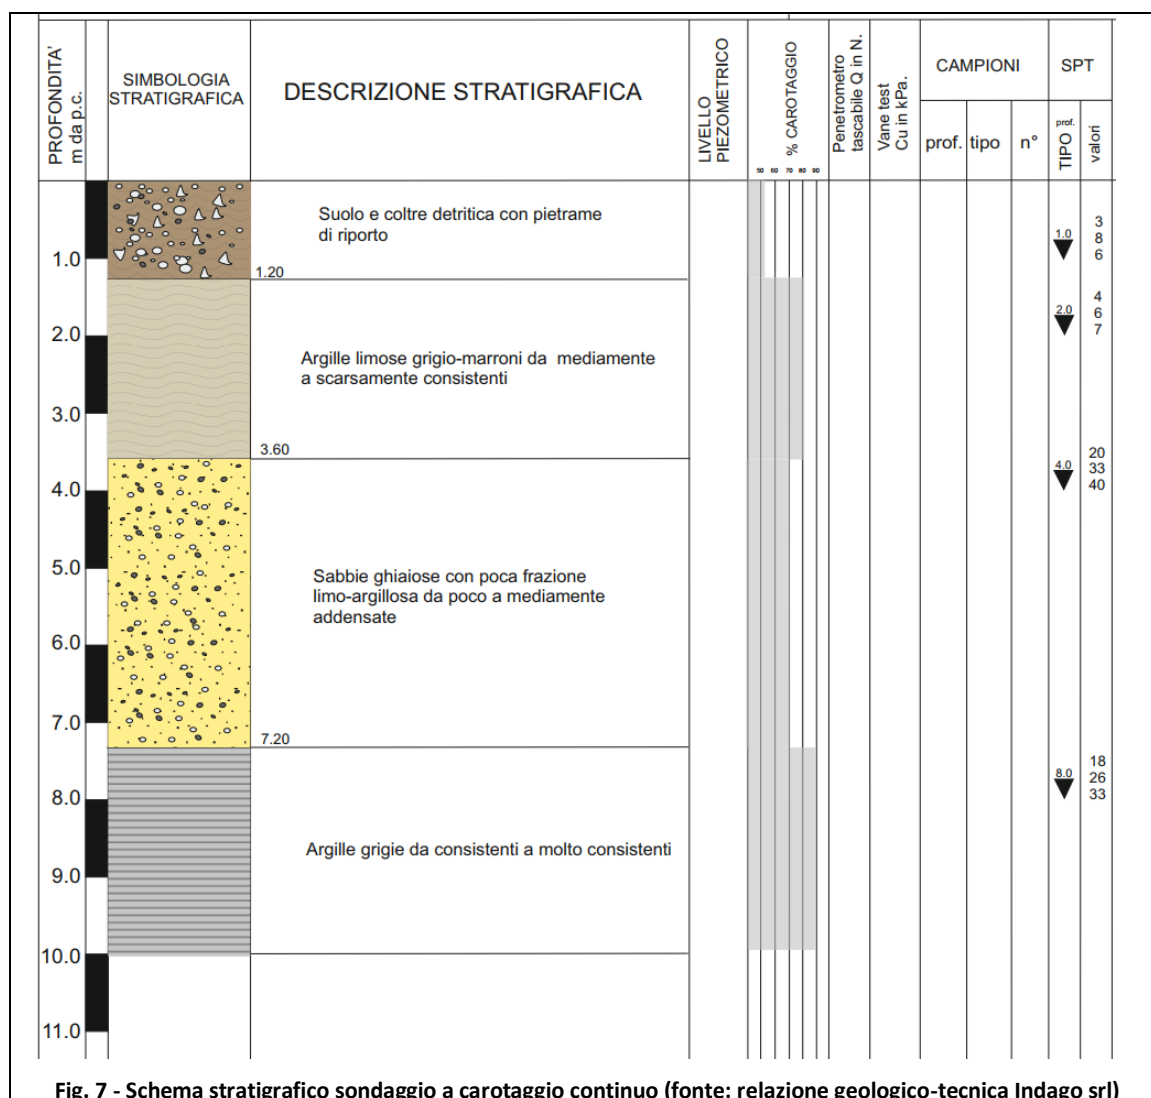 PROFONDITA'
m da p.c.
SIMBOLOGIA
STRATIGRAFICA
DESCRIZIONE STRATIGRAFICA
LIVELLO
PIEZOMETRICO
% CAROTAGGIO
50 60 70 80 90
Penetrometro
tascabile Q in N.
Vane test
Cu in kPa.
CAMPIONI
prof. tipo n°
SPT
prof.
TIPO
valori
Suolo e coltre detritica con pietrame
di riporto
1.0
1.20
1.0
3
8
6
2.0
2.0
4
6
7
Argille limose grigio-marroni da mediamente
a scarsamente consistenti
3.0
3.60
4.0
4.0
20
33
40
5.0
Sabbie ghiaiose con poca frazione
limo-argillosa da poco a mediamente
addensate
6.0
7.0
7.20
8.0
8.0
18
26
33
Argille grigie da consistenti a molto consistenti
9.0
10.0
11.0
Fig. 7 - Schema stratigrafico sondaggio a carotaggio continuo (fonte: relazione geologico-tecnica Indago srl)